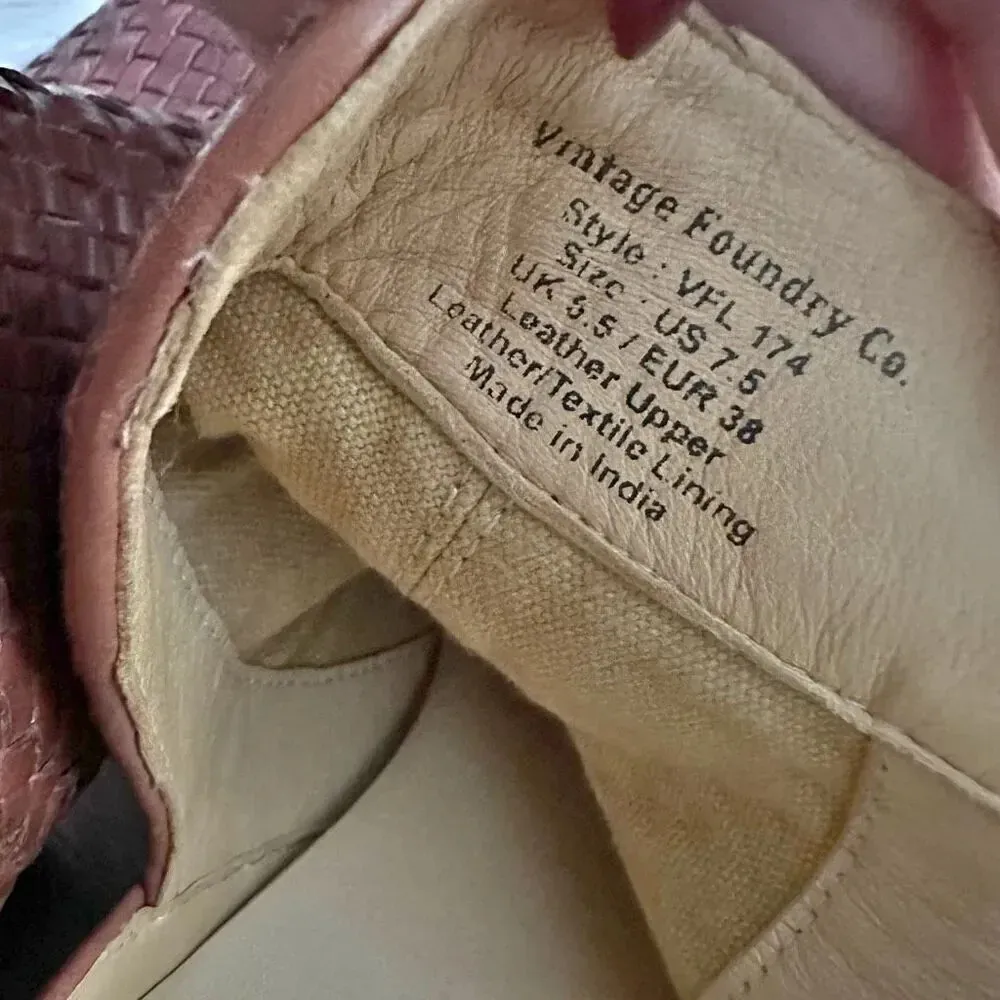 Vintage Foundry Co.
Style : VFL 174
Size : US 7.5
UK 5.5 / EUR 38
Leather Upper
Leather/Textile Lining
Made in India